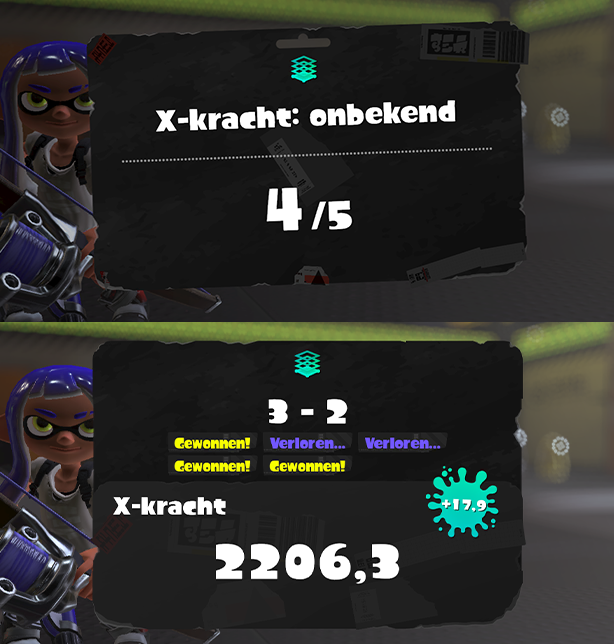 X-kracht: onbekend
4/5
3 - 2
Gewonnen! Verloren... Verloren...
Gewonnen! Gewonnen!
X-kracht
+17,9
2206,3